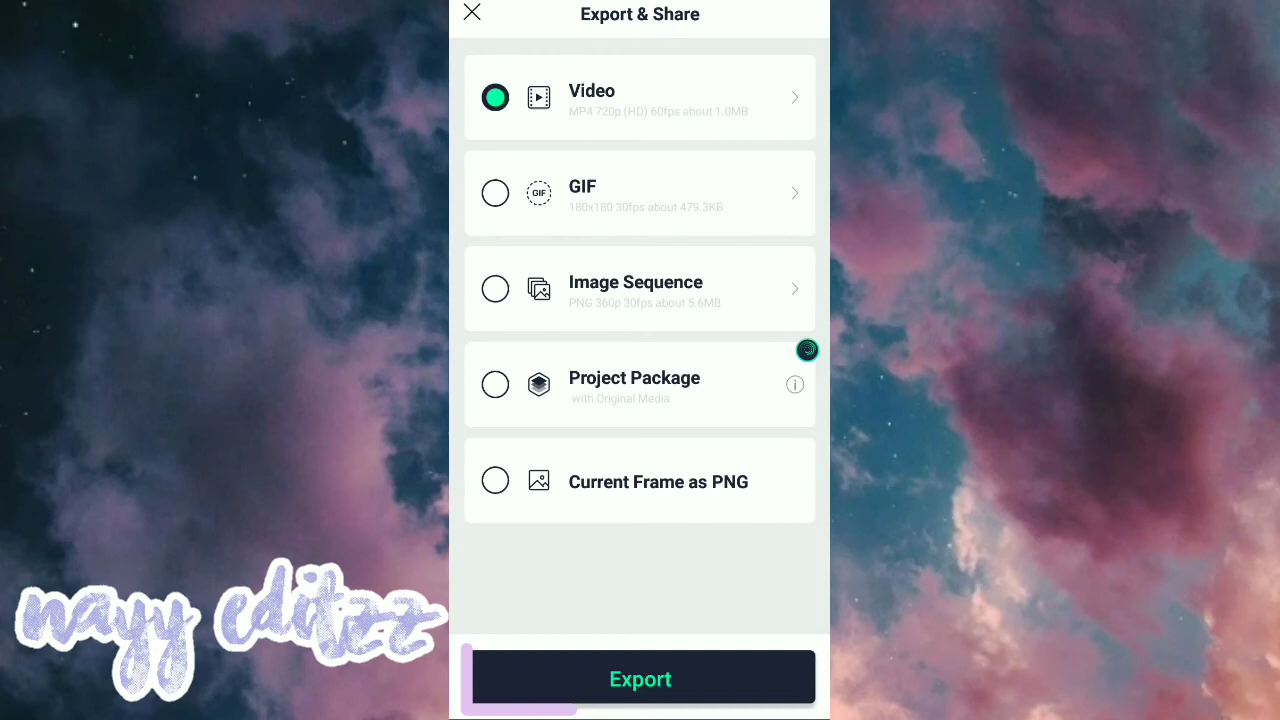 Export & Share
Video
MP4 720p (HD) 60fps about 1.0MB
GIF
GIF
180x180 30fps about 479.3KB
Image Sequence
PNG 360p 30fps about 5.6MB
Project Package
with Original Media
Current Frame as PNG
nayy editzz
Export